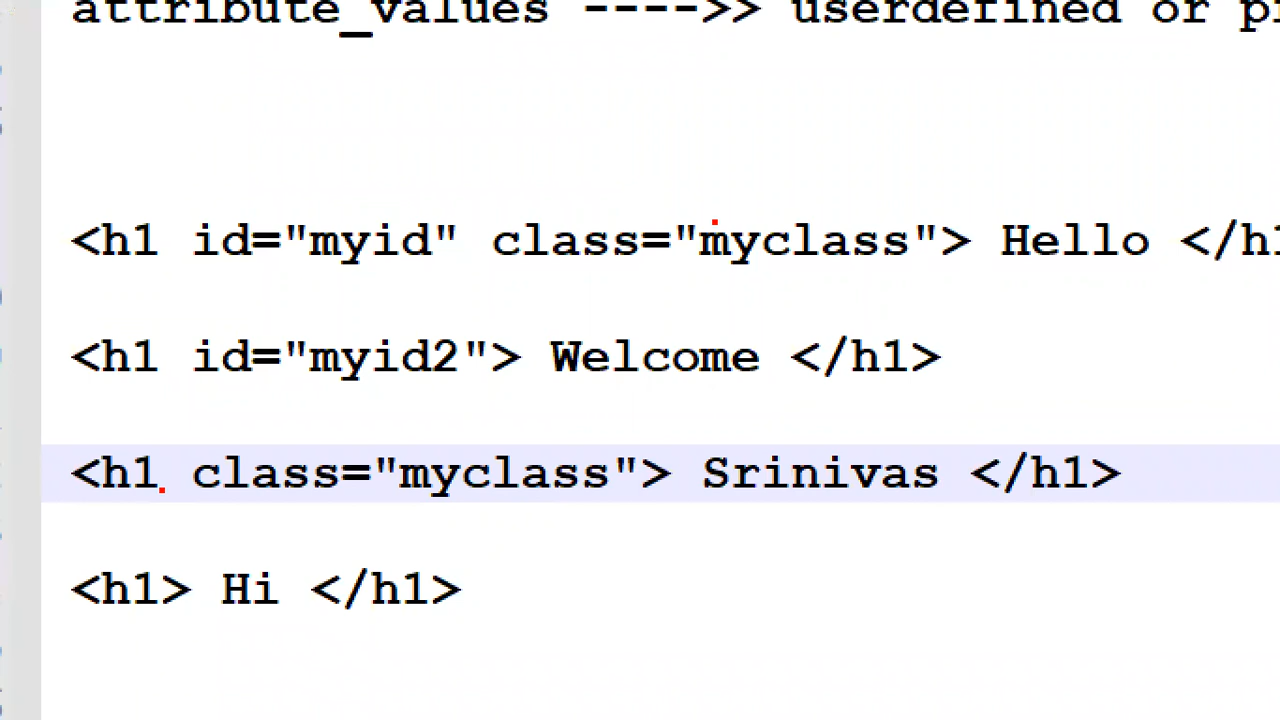 attribute_values ---->> userdefined or
<h1 id="myid" class="myclass"> Hello </h1
<h1 id="myid2"> Welcome </h1>
<h1 class="myclass"> Srinivas </h1>
<h1> Hi </h1>